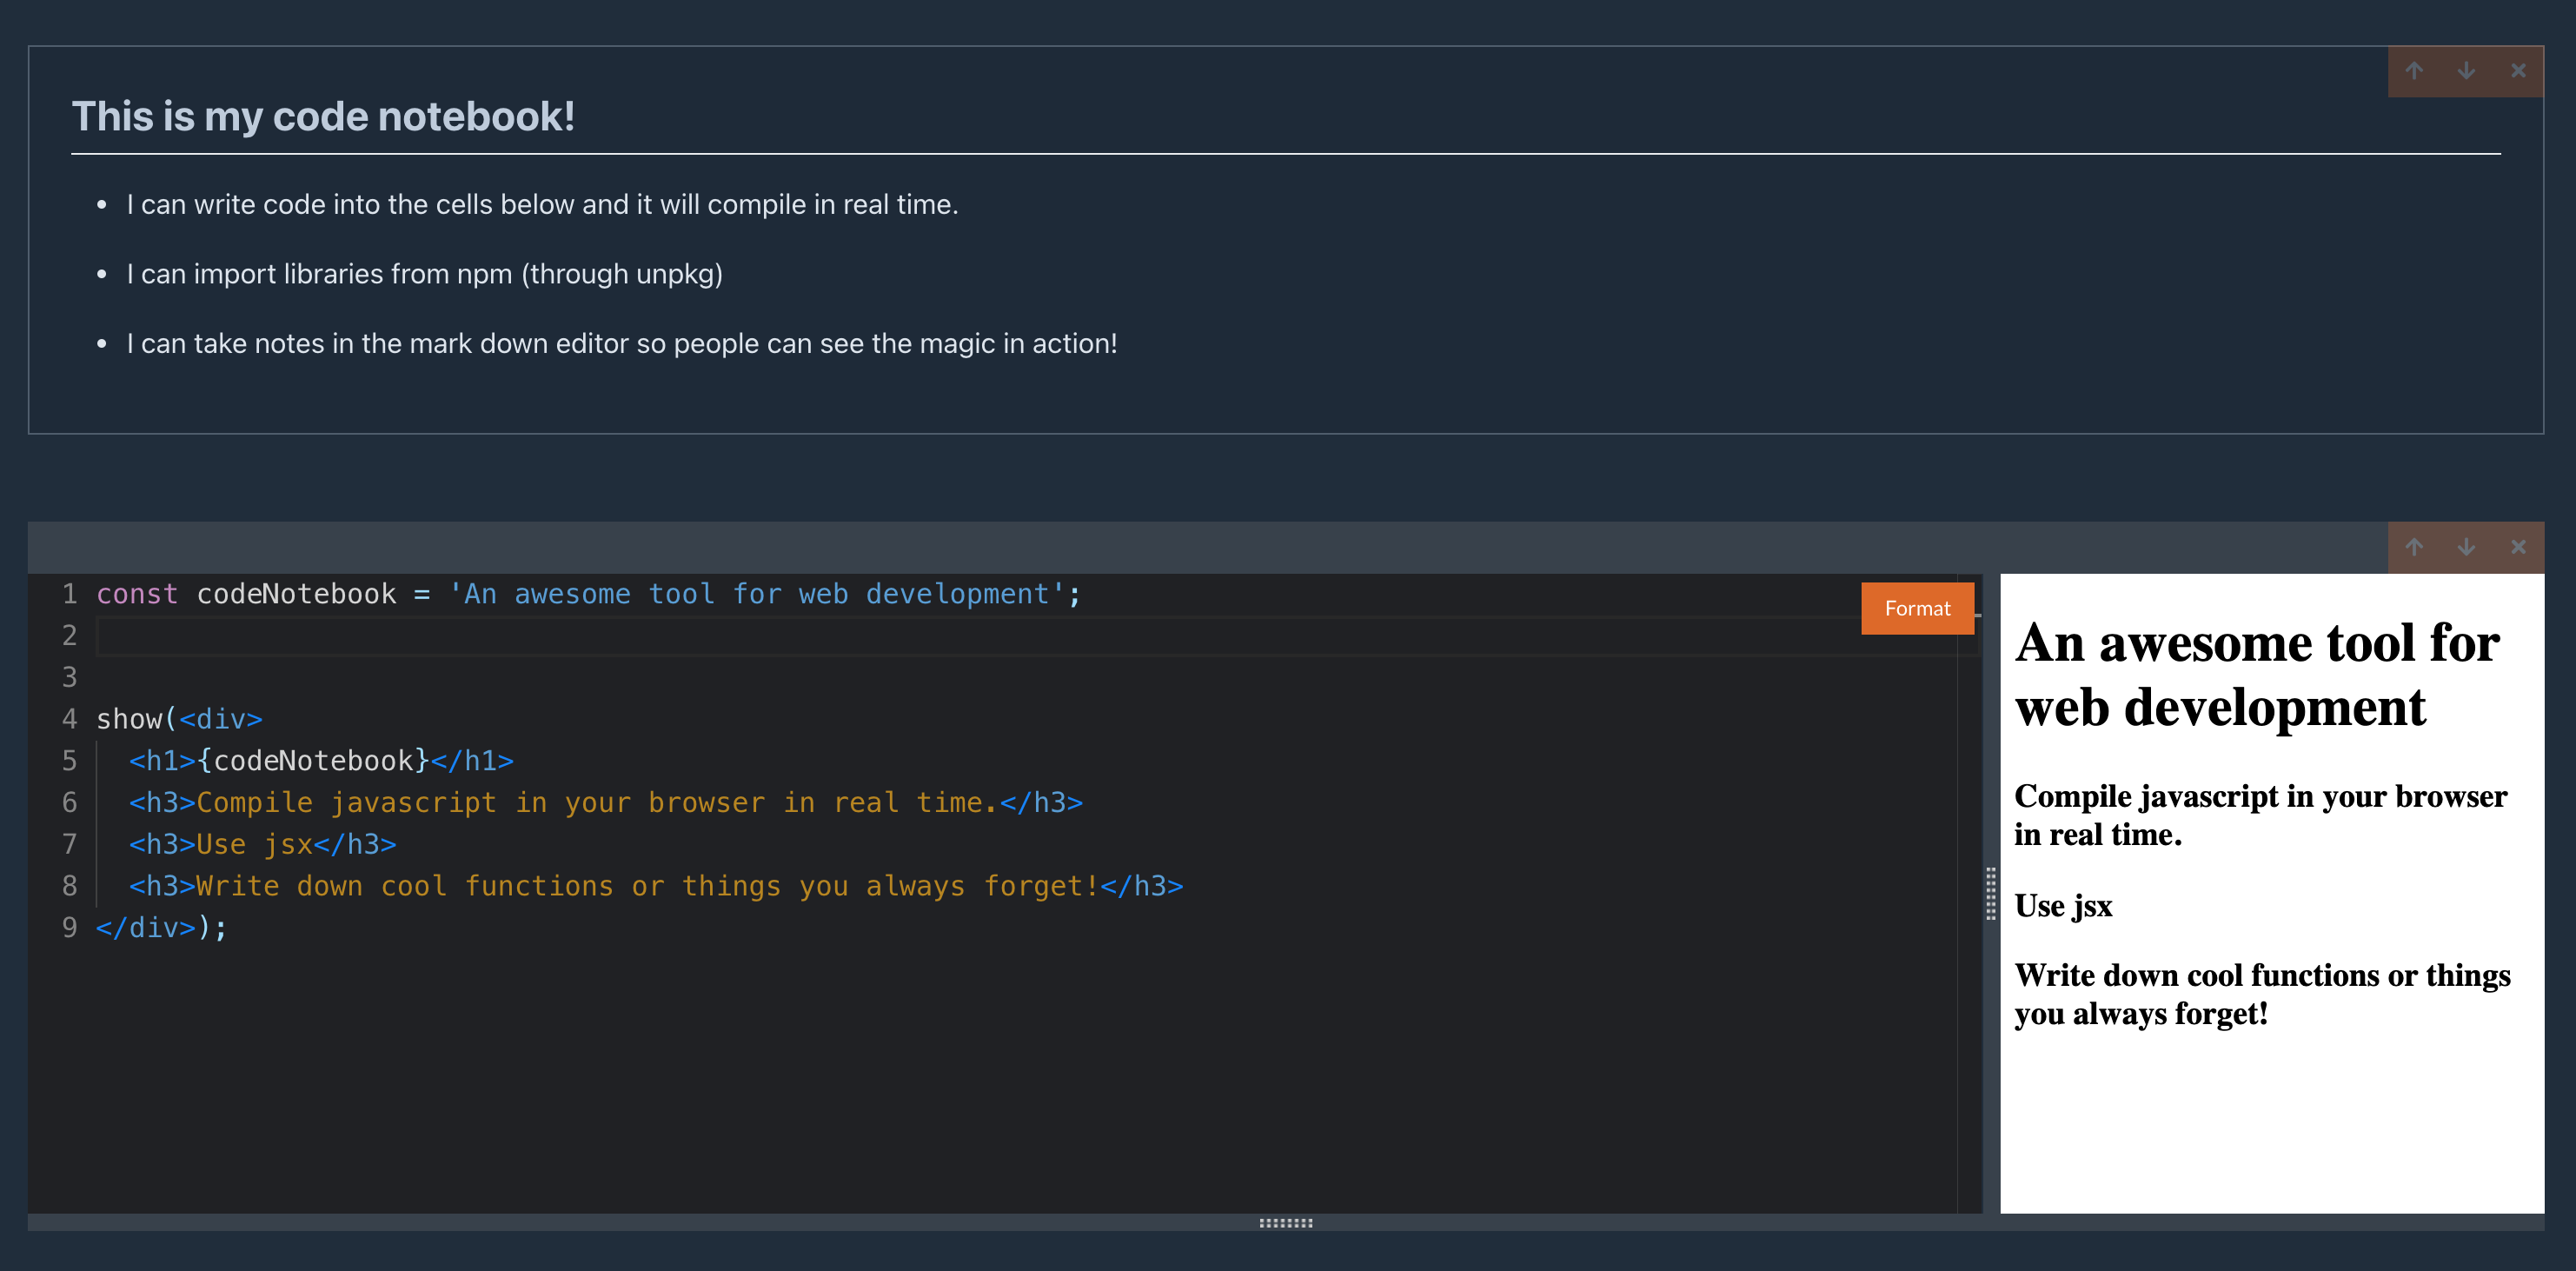 This is my code notebook!
• I can write code into the cells below and it will compile in real time.
• I can import libraries from npm (through unpkg)
• I can take notes in the mark down editor so people can see the magic in action!
1 const codeNotebook = 'An awesome tool for web development';
Format
2
3
4 show(<div>
5   <h1>{codeNotebook}</h1>
6   <h3>Compile javascript in your browser in real time.</h3>
7   <h3>Use jsx</h3>
8   <h3>Write down cool functions or things you always forget!</h3>
9 </div>);
An awesome tool for
web development
Compile javascript in your browser
in real time.
Use jsx
Write down cool functions or things
you always forget!